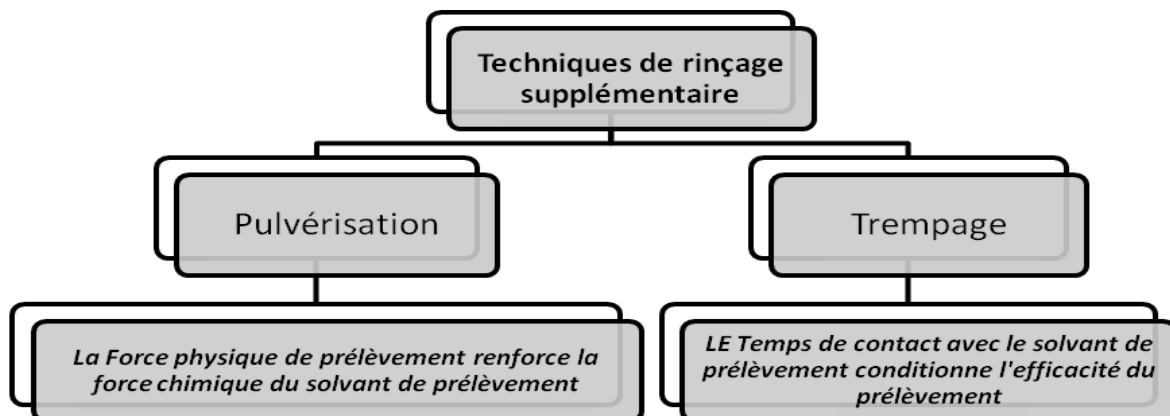 Techniques de rinçage
supplémentaire
Pulvérisation
Trempage
La Force physique de prélèvement renforce la
force chimique du solvant de prélèvement
LE Temps de contact avec le solvant de
prélèvement conditionne l'efficacité du
prélèvement